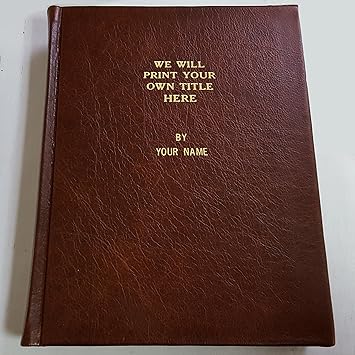 WE WILL
PRINT YOUR
OWN TITLE
HERE
BY
YOUR NAME